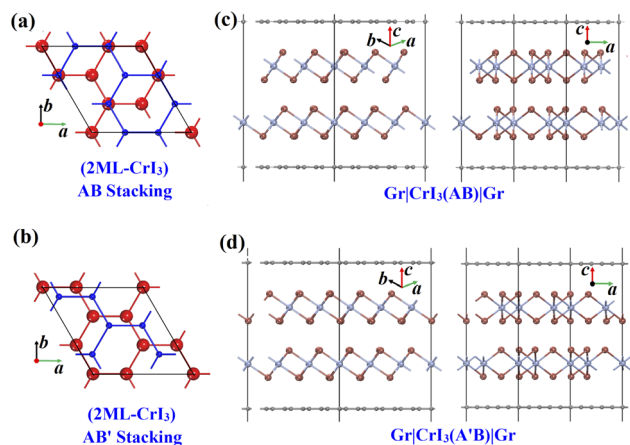 (a)
b
a
(2ML-CrI₃)
AB Stacking
(c)
c
b
a
c
a
Gr|CrI₃(AB)|Gr
(b)
b
a
(2ML-CrI₃)
AB' Stacking
(d)
c
b
a
c
a
Gr|CrI₃(A'B)|Gr